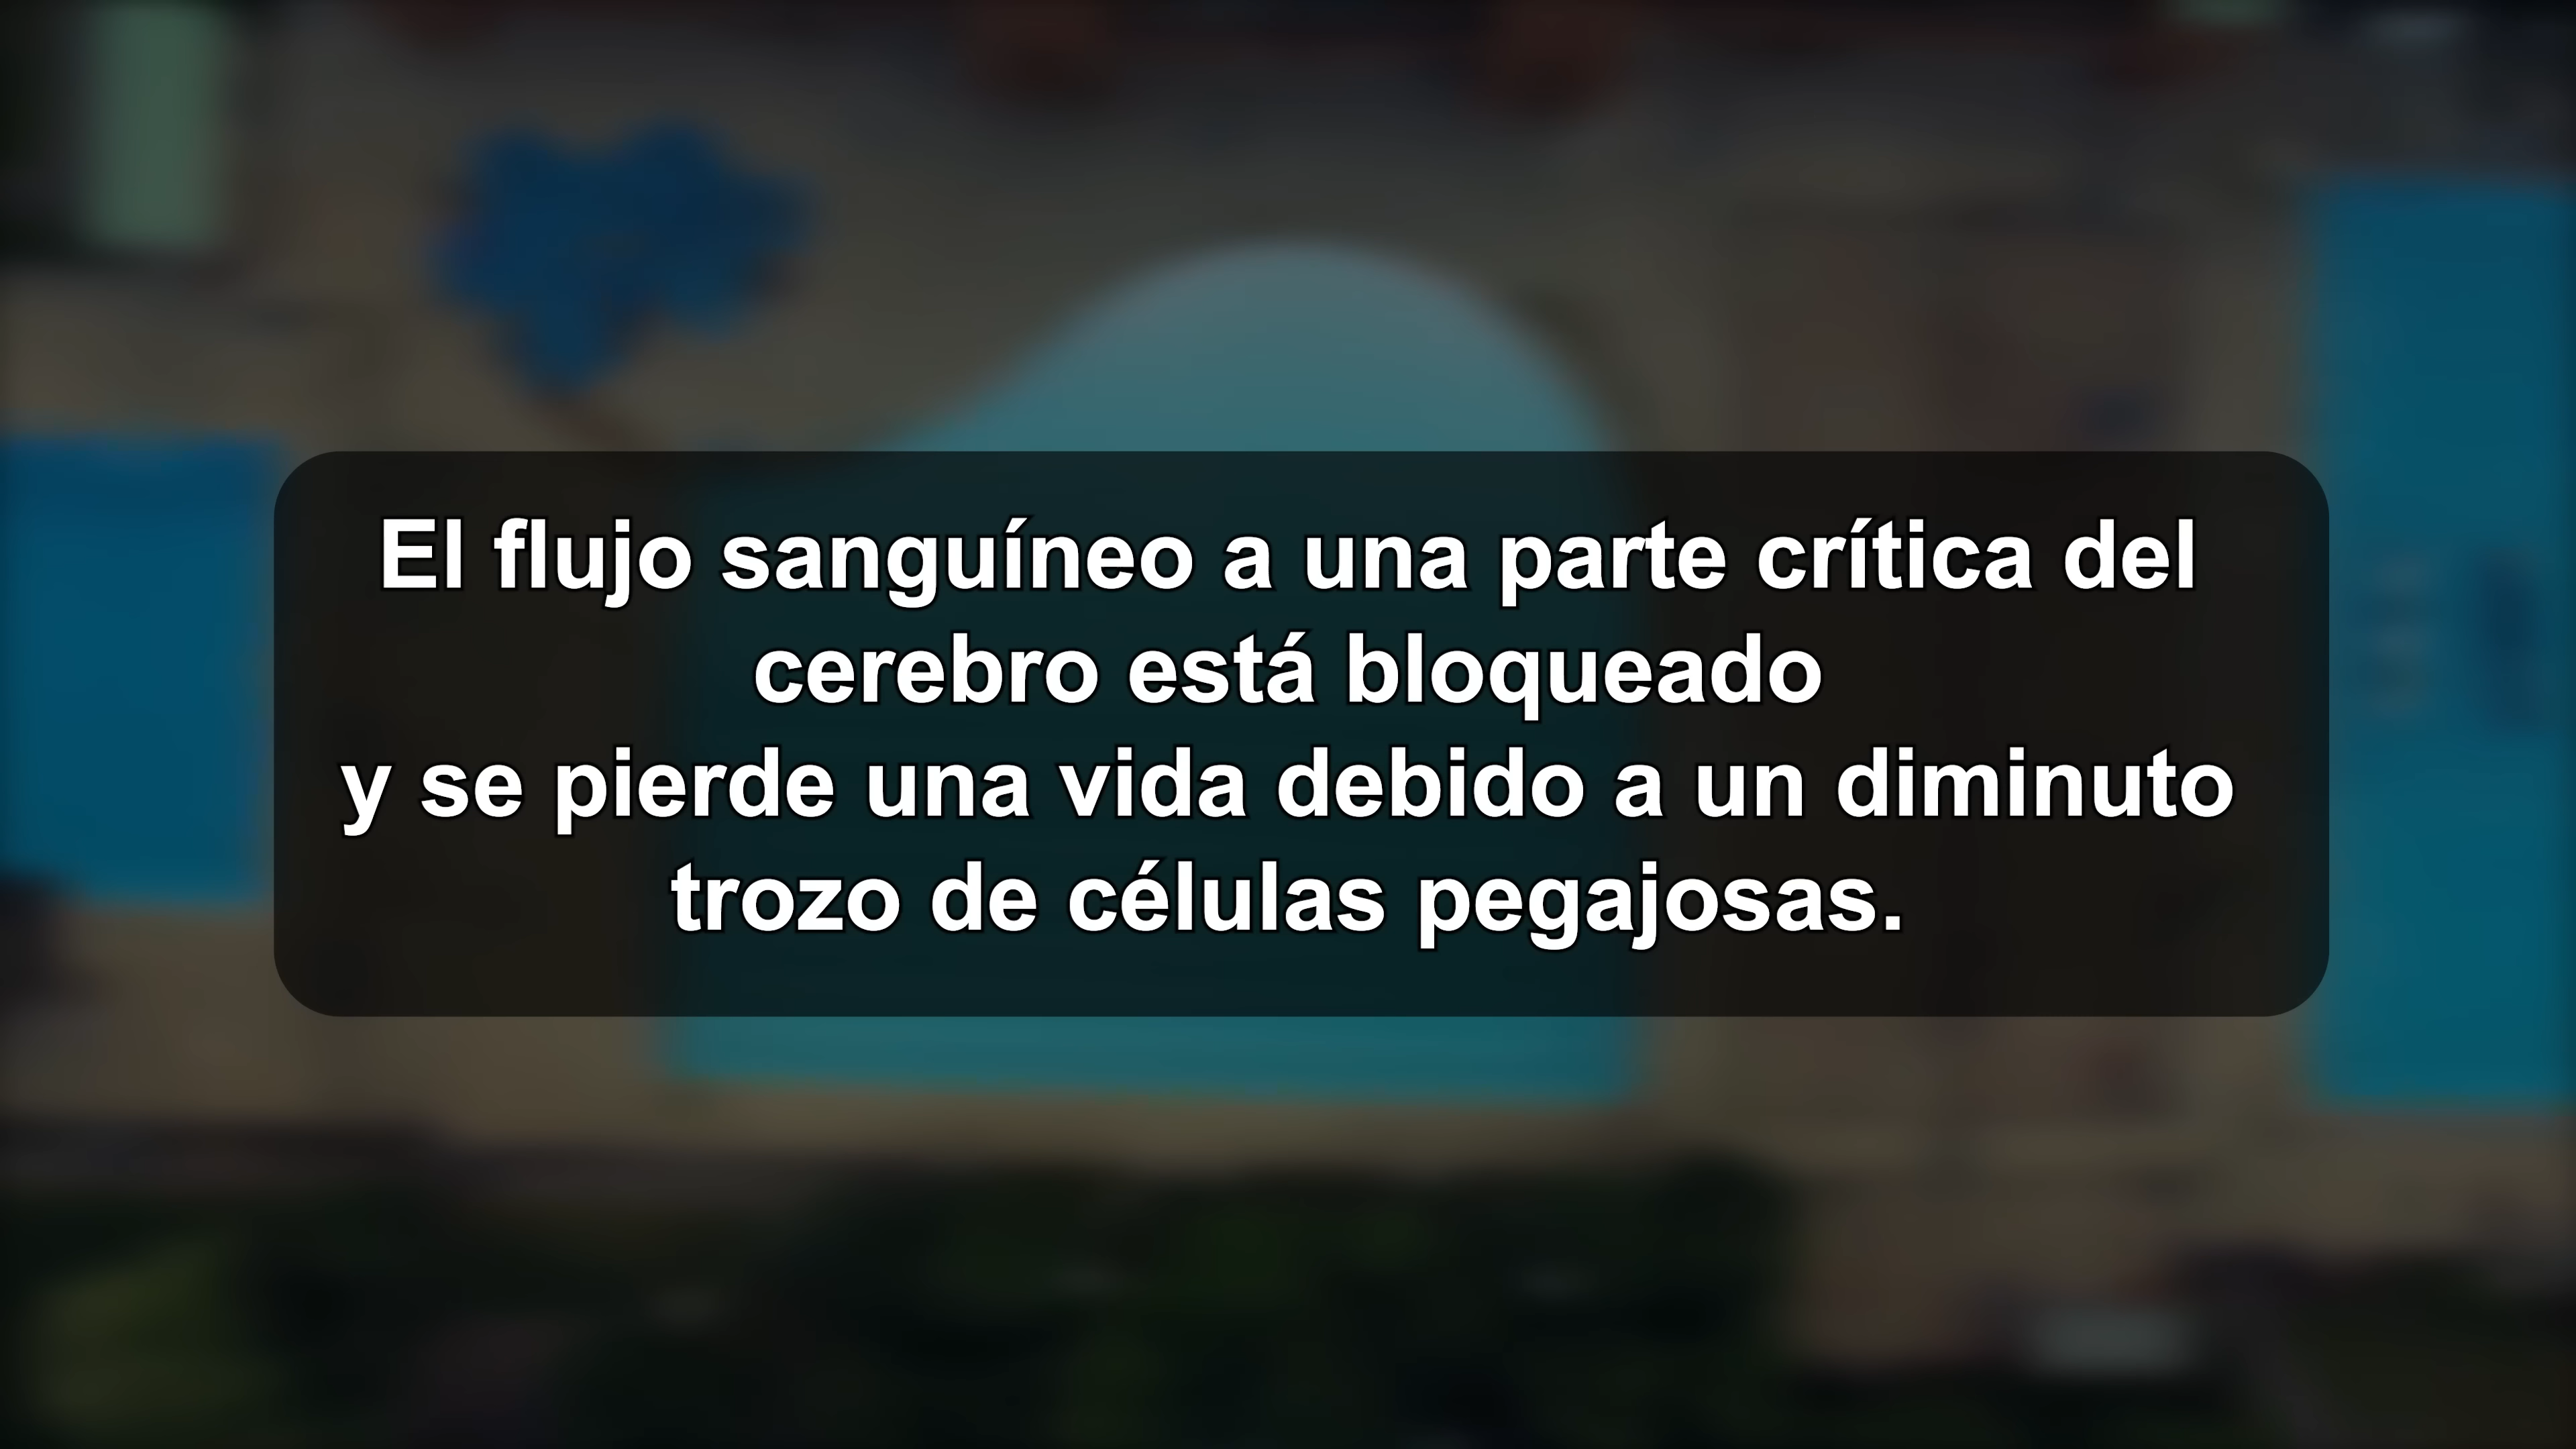 El flujo sanguíneo a una parte crítica del
cerebro está bloqueado
y se pierde una vida debido a un diminuto
trozo de células pegajosas.